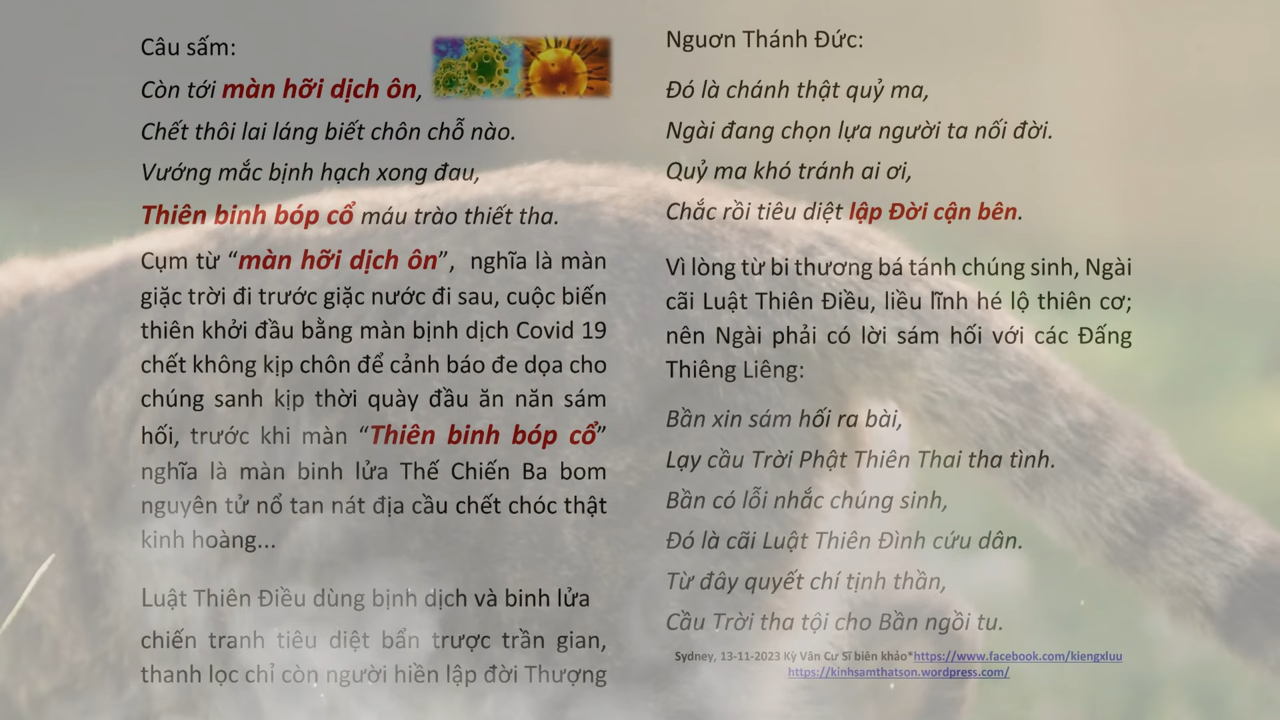 Câu sấm:
Còn tới màn hỡi dịch ôn,
Chết thôi lai láng biết chôn chỗ nào.
Vướng mắc bịnh hạch xong đau,
Thiên binh bóp cổ máu trào thiết tha.
Cụm từ “màn hỡi dịch ôn”, nghĩa là màn
giặc trời đi trước giặc nước đi sau, cuộc biến
thiên khởi đầu bằng màn bịnh dịch Covid 19
chết không kịp chôn để cảnh báo đe dọa cho
chúng sanh kịp thời quày đầu ăn năn sám
hối, trước khi màn “Thiên binh bóp cổ”
nghĩa là màn binh lửa Thế Chiến Ba bom
nguyên tử nổ tan nát địa cầu chết chóc thật
kinh hoàng...
Luật Thiên Điều dùng bịnh dịch và binh lửa
chiến tranh tiêu diệt bẩn trược trần gian,
thanh lọc chỉ còn người hiền lập đời Thượng
Nguơn Thánh Đức:
Đó là chánh thật quỷ ma,
Ngài đang chọn lựa người ta nối đời.
Quỷ ma khó tránh ai ơi,
Chắc rồi tiêu diệt lập Đời cận bên.
Vì lòng từ bi thương bá tánh chúng sinh, Ngài
cãi Luật Thiên Điều, liều lĩnh hé lộ thiên cơ;
nên Ngài phải có lời sám hối với các Đấng
Thiêng Liêng:
Bần xin sám hối ra bài,
Lạy cầu Trời Phật Thiên Thai tha tình.
Bần có lỗi nhắc chúng sinh,
Đó là cãi Luật Thiên Đình cứu dân.
Từ đây quyết chí tịnh thần,
Cầu Trời tha tội cho Bần ngồi tu.
Sydney, 13-11-2023 Kỳ Vân Cư Sĩ biên khảo*https://www.facebook.com/kiengxluu
https://kinhsamthatson.wordpress.com/